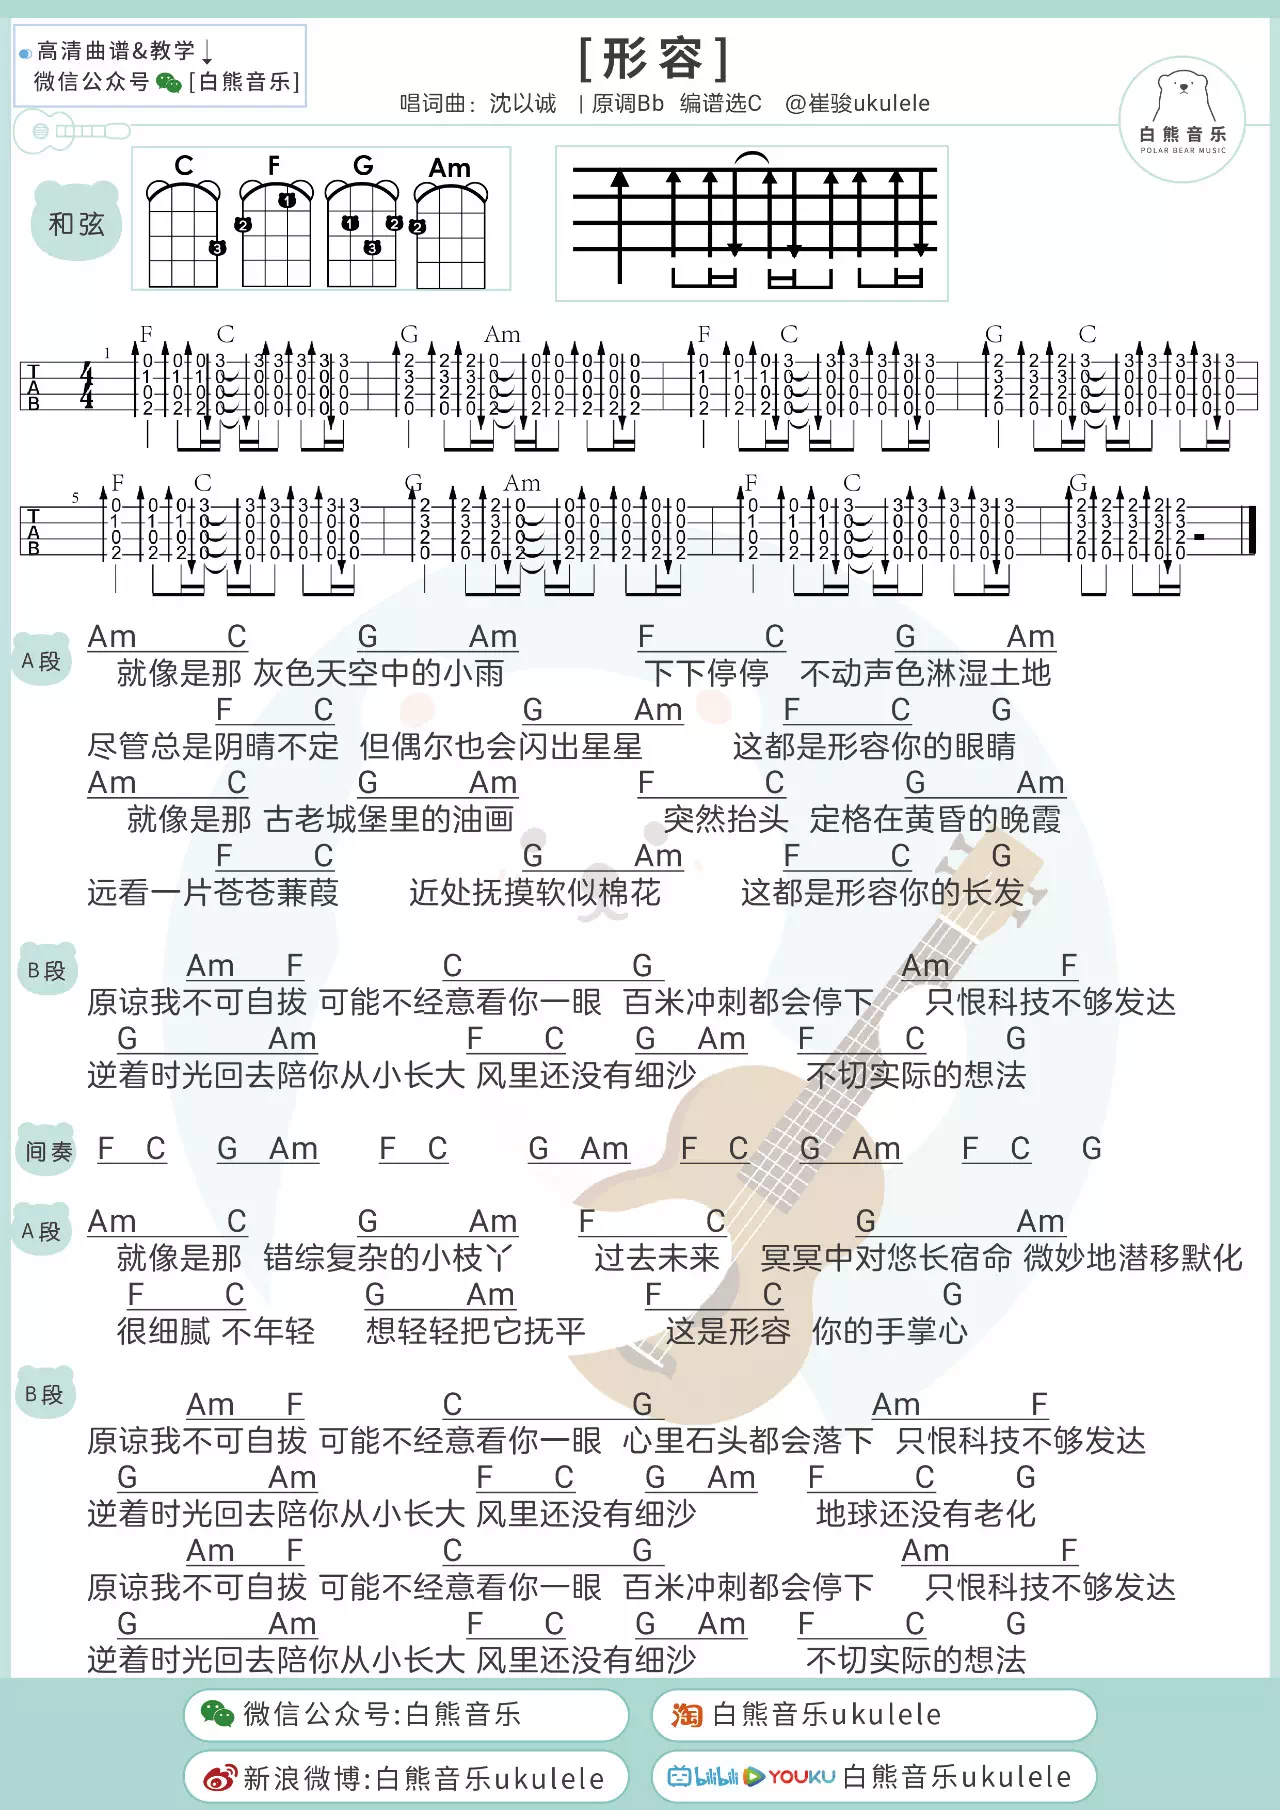 高清曲谱&教学↓
微信公众号 [白熊音乐]
[形容]
唱词曲：沈以诚 | 原调Bb 编谱选C @崔骏ukulele
白熊音乐
POLAR BEAR MUSIC
和弦
C F G Am
3 2 1 1 2 3 2
F C G Am F C G C
1
TAB 4/4
F C G Am F C G
5
TAB
A段
Am C G Am F C G Am
就像是那 灰色天空中的小雨 下下停停 不动声色淋湿土地
F C G Am F C G
尽管总是阴晴不定 但偶尔也会闪出星星 这都是形容你的眼睛
Am C G Am F C G Am
就像是那 古老城堡里的油画 突然抬头 定格在黄昏的晚霞
F C G Am F C G
远看一片苍苍蒹葭 近处抚摸软似棉花 这都是形容你的长发
B段
Am F C G Am F
原谅我不可自拔 可能不经意看你一眼 百米冲刺都会停下 只恨科技不够发达
G Am F C G Am F C G
逆着时光回去陪你从小长大 风里还没有细沙 不切实际的想法
间奏
F C G Am F C G Am F C G Am F C G
A段
Am C G Am F C G Am
就像是那 错综复杂的小枝丫 过去未来 冥冥中对悠长宿命 微妙地潜移默化
F C G Am F C G
很细腻 不年轻 想轻轻把它抚平 这是形容 你的手掌心
B段
Am F C G Am F
原谅我不可自拔 可能不经意看你一眼 心里石头都会落下 只恨科技不够发达
G Am F C G Am F C G
逆着时光回去陪你从小长大 风里还没有细沙 地球还没有老化
Am F C G Am F
原谅我不可自拔 可能不经意看你一眼 百米冲刺都会停下 只恨科技不够发达
G Am F C G Am F C G
逆着时光回去陪你从小长大 风里还没有细沙 不切实际的想法
微信公众号:白熊音乐
淘 白熊音乐ukulele
新浪微博:白熊音乐ukulele
bilibili YOUKU 白熊音乐ukulele